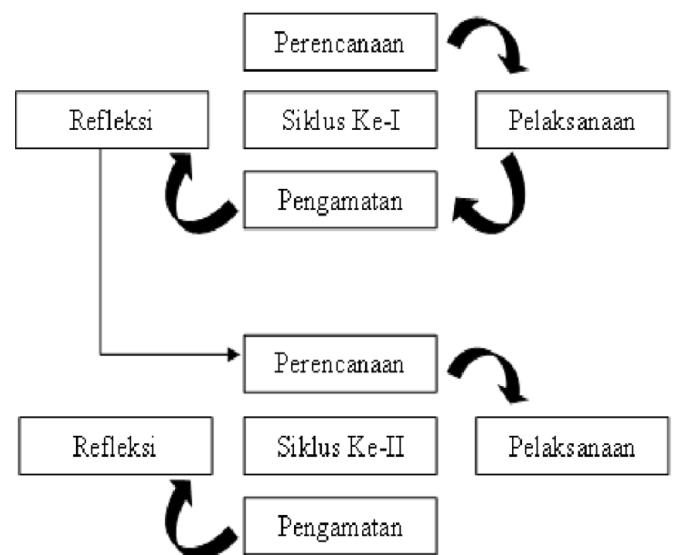 Perencanaan
Refleksi
Siklus Ke-I
Pelaksanaan
Pengamatan
Perencanaan
Refleksi
Siklus Ke-II
Pelaksanaan
Pengamatan